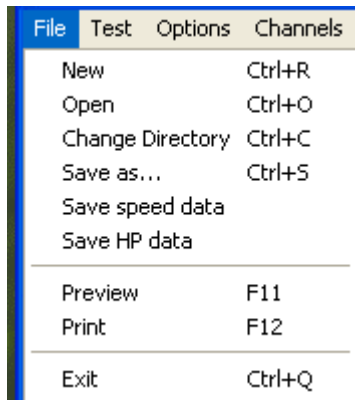 File Test Options Channels
New Ctrl+R
Open Ctrl+O
Change Directory Ctrl+C
Save as... Ctrl+S
Save speed data
Save HP data
Preview F11
Print F12
Exit Ctrl+Q